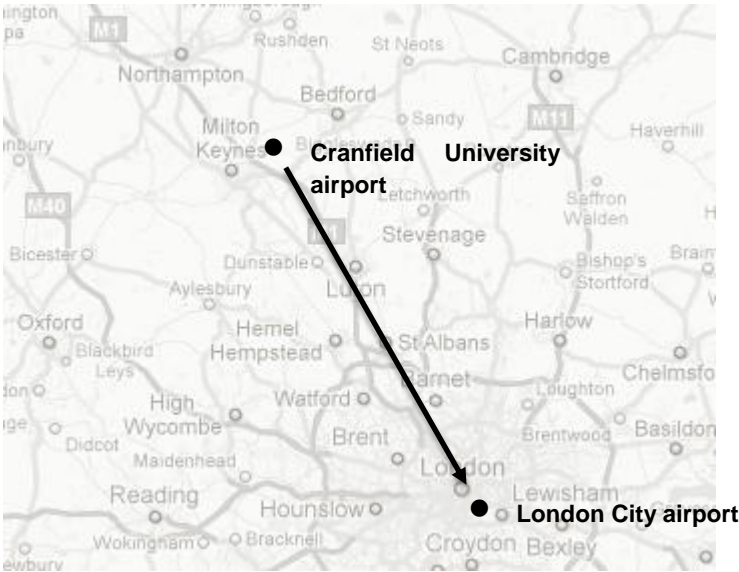 M1
Rushden
St Neots
Cambridge
Northampton
Bedford
Sandy
M11
Haverhill
Milton
Keynes
Cranfield University
airport
Letchworth
Saffron
Walden
M40
Stevenage
Bicester
Dunstable
Luton
Bishop's
Stortford
Aylesbury
Oxford
Hemel
Hempstead
St Albans
Harlow
Blackbird
Leys
Barnet
Chelmsfo
High
Wycombe
Watford
Loughton
Didcot
Brent
Brentwood
Basildon
Maidenhead
London
Reading
Hounslow
Lewisham
London City airport
Wokingham
Bracknell
Croydon
Bexley